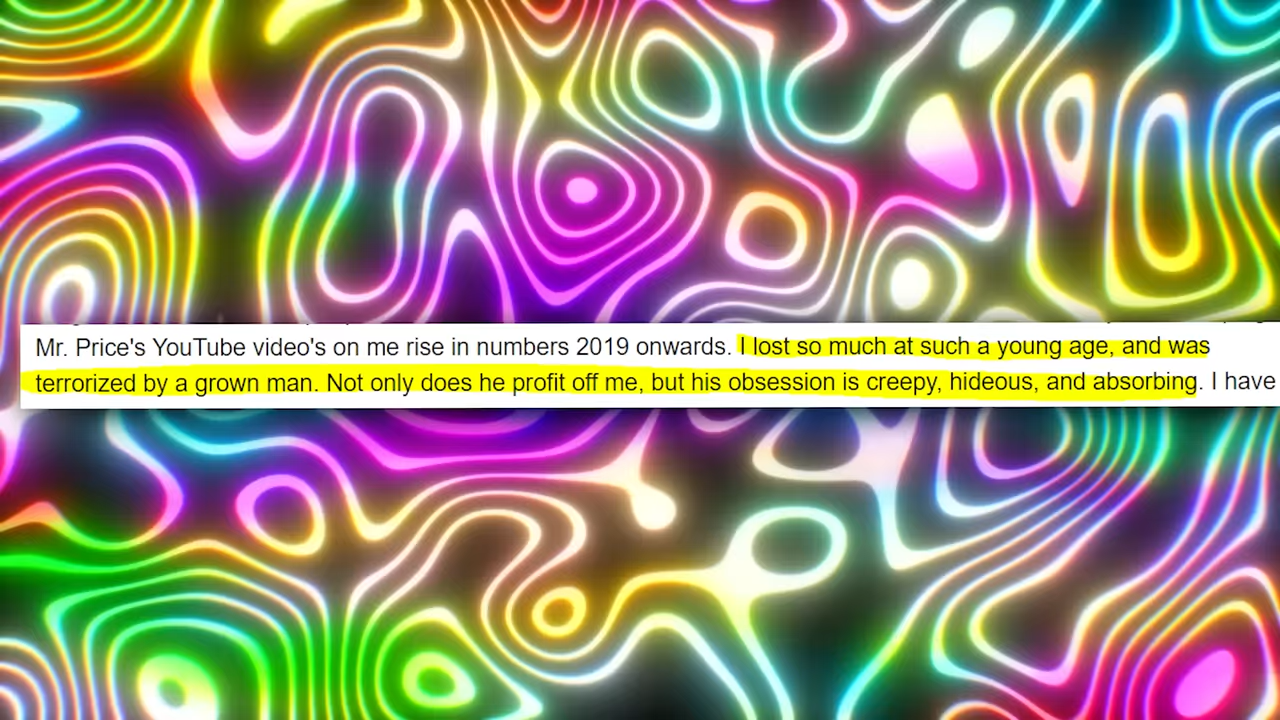 Mr. Price's YouTube video's on me rise in numbers 2019 onwards. I lost so much at such a young age, and was
terrorized by a grown man. Not only does he profit off me, but his obsession is creepy, hideous, and absorbing. I have